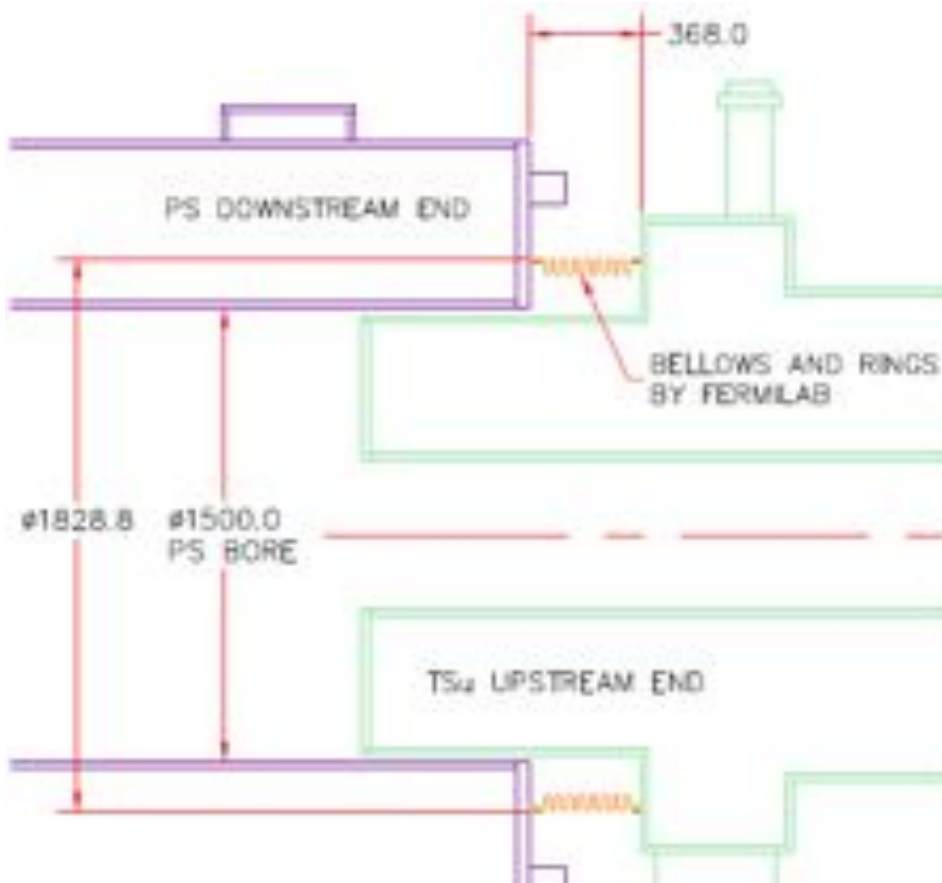 368.0
PS DOWNSTREAM END
BELLOWS AND RINGS
BY FERMILAB
ø1828.8
ø1500.0
PS BORE
TSu UPSTREAM END